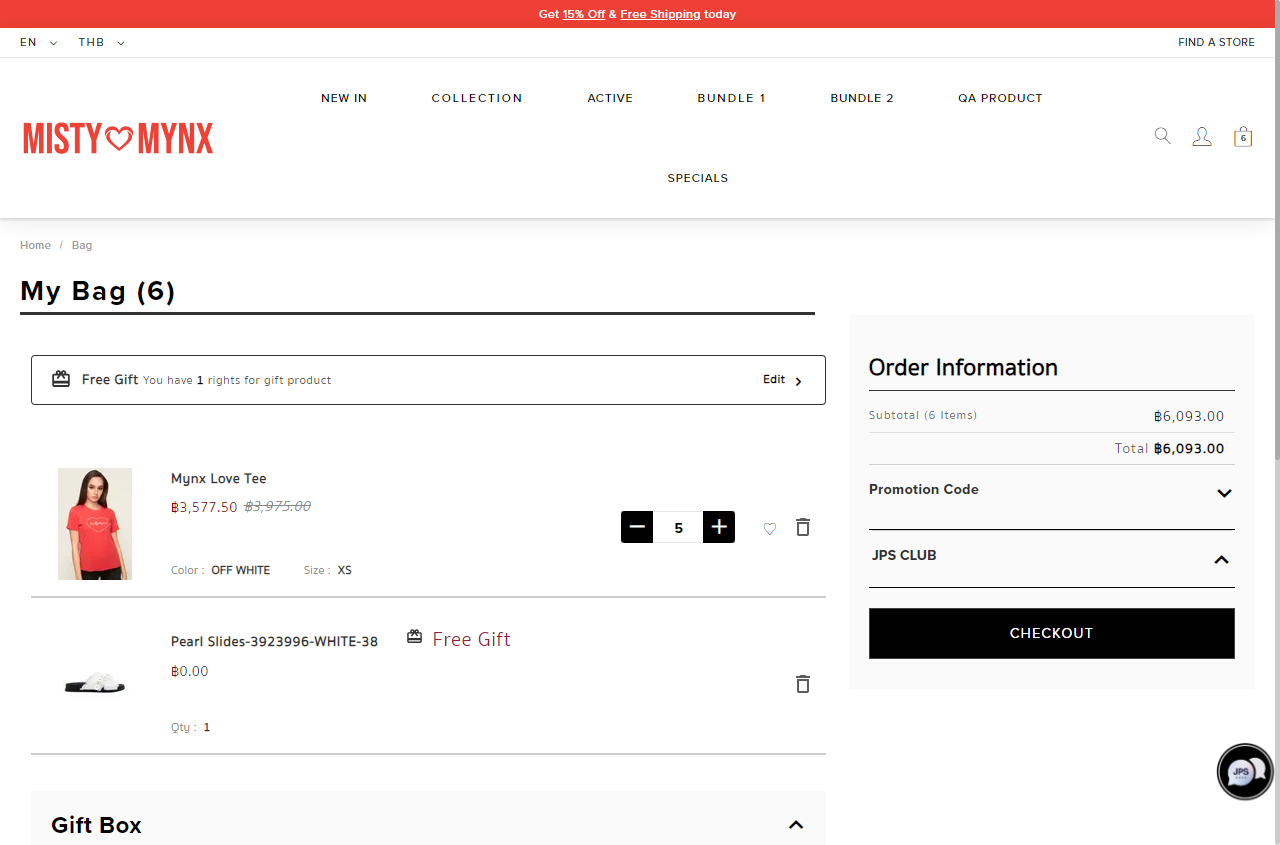 Get 15% Off & Free Shipping today
EN THB FIND A STORE
NEW IN COLLECTION ACTIVE BUNDLE 1 BUNDLE 2 QA PRODUCT
MISTY MYNX
6
SPECIALS
Home / Bag
My Bag (6)
Free Gift You have 1 rights for gift product Edit
Mynx Love Tee
฿3,577.50 ฿3,975.00
5
Color : OFF WHITE Size : XS
Pearl Slides-3923996-WHITE-38 Free Gift
฿0.00
Qty : 1
Gift Box
Order Information
Subtotal (6 Items) ฿6,093.00
Total ฿6,093.00
Promotion Code
JPS CLUB
CHECKOUT
JPS